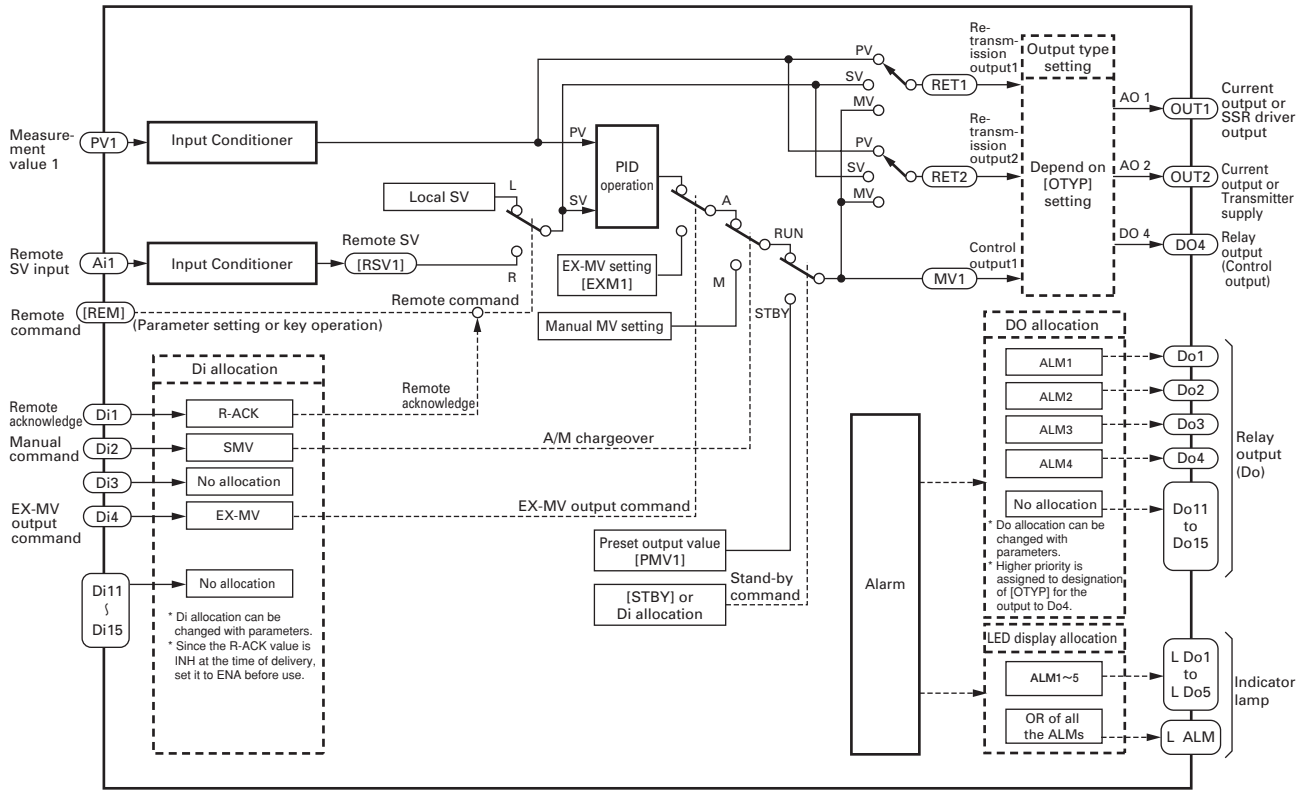 Measure-
ment
value 1
PV1
Input Conditioner
Remote
SV input
Ai1
Input Conditioner
Remote SV
[RSV1]
Local SV
L
R
Remote
command
[REM]
(Parameter setting or key operation)
Remote command
PV
SV
PID
operation
EX-MV setting
[EXM1]
Manual MV setting
A
M
RUN
STBY
PV
SV
MV
RET1
Re-
transm-
ission
output1
PV
SV
MV
RET2
Re-
transm-
ission
output2
Control
output1
MV1
Output type
setting
Depend on
[OTYP]
setting
AO 1
OUT1
Current
output or
SSR driver
output
AO 2
OUT2
Current
output or
Transmitter
supply
DO 4
DO4
Relay
output
(Control
output)
Di allocation
Remote
acknowledge
Di1
R-ACK
Remote
acknowledge
Manual
command
Di2
SMV
A/M chargeover
Di3
No allocation
EX-MV
output
command
Di4
EX-MV
EX-MV output command
Di11
~
Di15
No allocation
* Di allocation can be
changed with parameters.
* Since the R-ACK value is
INH at the time of delivery,
set it to ENA before use.
Preset output value
[PMV1]
[STBY] or
Di allocation
Stand-by
command
Alarm
DO allocation
ALM1
Do1
ALM2
Do2
ALM3
Do3
ALM4
Do4
No allocation
Do11
to
Do15
Relay
output
(Do)
* Do allocation can be
changed with
parameters.
* Higher priority is
assigned to designation
of [OTYP] for the
output to Do4.
LED display allocation
ALM1~5
L Do1
to
L Do5
OR of all
the ALMs
L ALM
Indicator
lamp